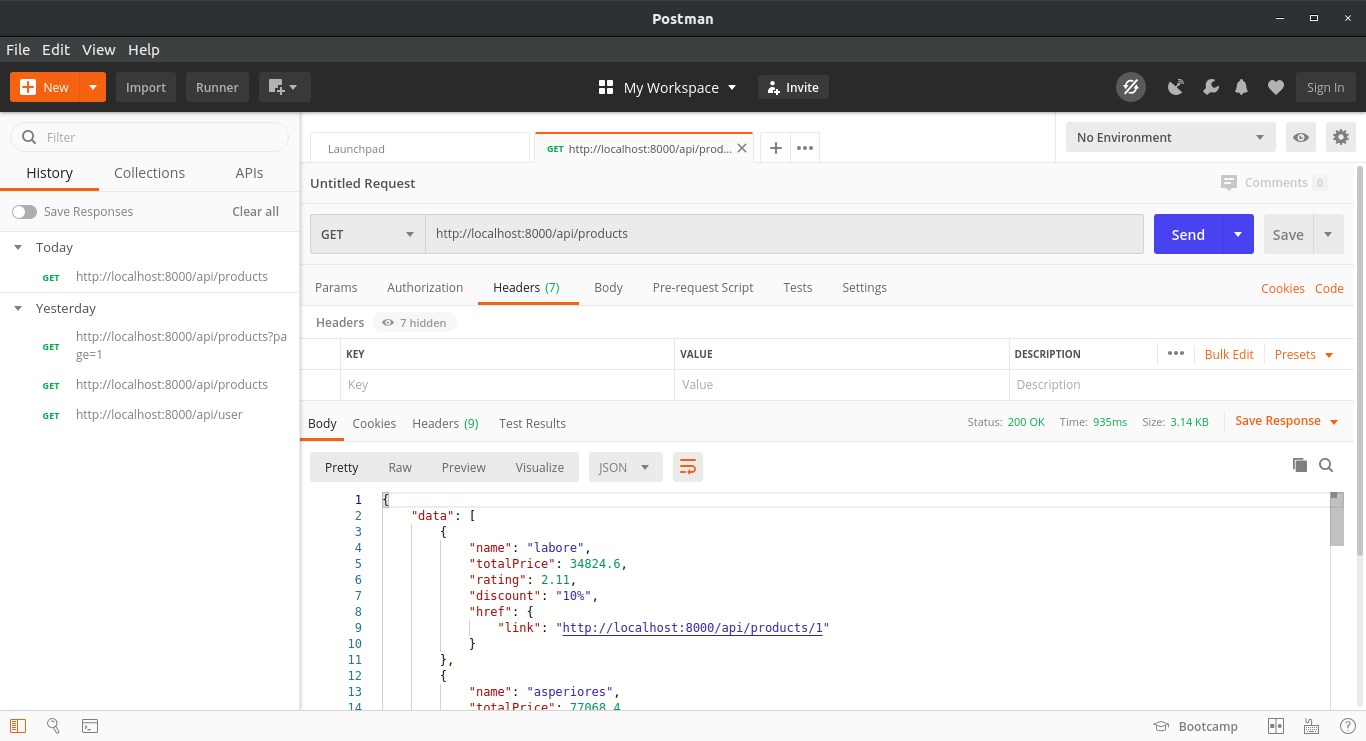 Postman
File Edit View Help
New Import Runner My Workspace Invite Sign In
Filter
History Collections APIs
Save Responses Clear all
Today
GET http://localhost:8000/api/products
Yesterday
GET http://localhost:8000/api/products?pa
ge=1
GET http://localhost:8000/api/products
GET http://localhost:8000/api/user
Launchpad GET http://localhost:8000/api/prod... No Environment
Untitled Request Comments 0
GET http://localhost:8000/api/products Send Save
Params Authorization Headers (7) Body Pre-request Script Tests Settings Cookies Code
Headers 7 hidden
KEY VALUE DESCRIPTION Bulk Edit Presets
Key Value Description
Body Cookies Headers (9) Test Results Status: 200 OK Time: 935ms Size: 3.14 KB Save Response
Pretty Raw Preview Visualize JSON
1 {
2 "data": [
3 {
4 "name": "labore",
5 "totalPrice": 34824.6,
6 "rating": 2.11,
7 "discount": "10%",
8 "href": {
9 "link": "http://localhost:8000/api/products/1"
10 }
11 },
12 {
13 "name": "asperiores",
14 "totalPrice": 77068.4
Bootcamp